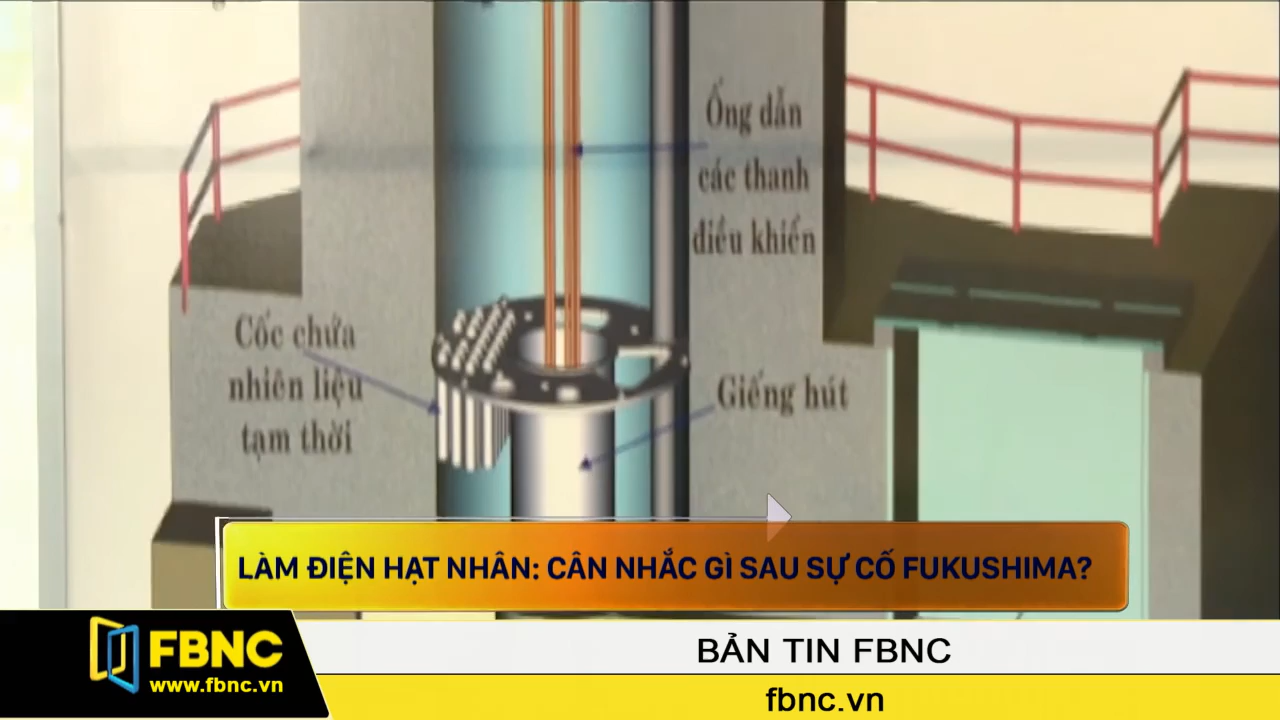 Ống dẫn
các thanh
điều khiển
Cốc chứa
nhiên liệu
tạm thời
Giếng hút
LÀM ĐIỆN HẠT NHÂN: CÂN NHẮC GÌ SAU SỰ CỐ FUKUSHIMA?
FBNC
www.fbnc.vn
BẢN TIN FBNC
fbnc.vn